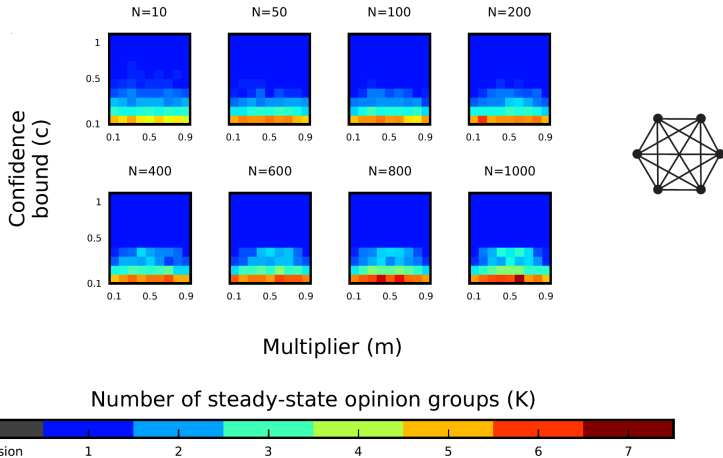 N=10 N=50 N=100 N=200
1
0.5
0.1
0.1 0.5 0.9 0.1 0.5 0.9 0.1 0.5 0.9 0.1 0.5 0.9
Confidence
bound (c)
N=400 N=600 N=800 N=1000
1
0.5
0.1
0.1 0.5 0.9 0.1 0.5 0.9 0.1 0.5 0.9 0.1 0.5 0.9
Multiplier (m)
Number of steady-state opinion groups (K)
sion 1 2 3 4 5 6 7